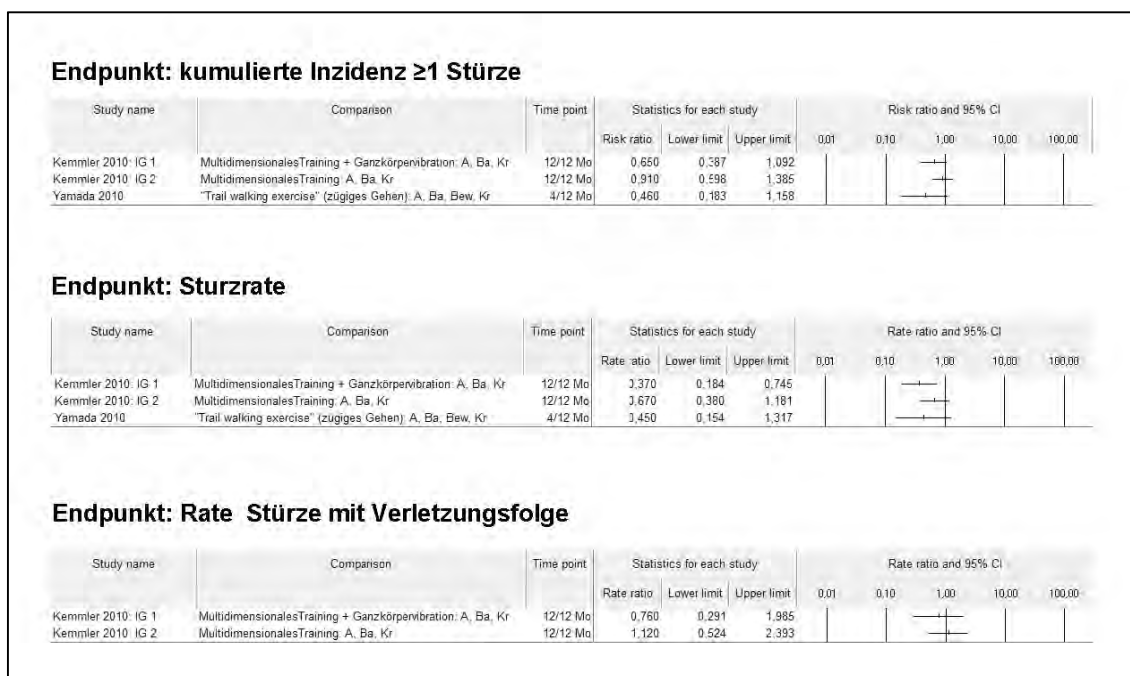 Endpunkt: kumulierte Inzidenz ≥1 Stürze
Study name Comparison Time point Statistics for each study Risk ratio and 95% CI
Risk ratio Lower limit Upper limit 0,01 0,10 1,00 10,00 100,00
Kemmler 2010: IG 1 MultidimensionalesTraining + Ganzkörpervibration: A, Ba, Kr 12/12 Mo 0,650 0,387 1,092
Kemmler 2010: IG 2 MultidimensionalesTraining: A, Ba, Kr 12/12 Mo 0,910 0,598 1,385
Yamada 2010 "Trail walking exercise" (zügiges Gehen): A, Ba, Bew, Kr 4/12 Mo 0,460 0,183 1,158
Endpunkt: Sturzrate
Study name Comparison Time point Statistics for each study Rate ratio and 95% CI
Rate ratio Lower limit Upper limit 0,01 0,10 1,00 10,00 100,00
Kemmler 2010: IG 1 MultidimensionalesTraining + Ganzkörpervibration: A, Ba, Kr 12/12 Mo 0,370 0,184 0,745
Kemmler 2010: IG 2 MultidimensionalesTraining: A, Ba, Kr 12/12 Mo 0,670 0,380 1,181
Yamada 2010 "Trail walking exercise" (zügiges Gehen): A, Ba, Bew, Kr 4/12 Mo 0,450 0,154 1,317
Endpunkt: Rate Stürze mit Verletzungsfolge
Study name Comparison Time point Statistics for each study Rate ratio and 95% CI
Rate ratio Lower limit Upper limit 0,01 0,10 1,00 10,00 100,00
Kemmler 2010: IG 1 MultidimensionalesTraining + Ganzkörpervibration: A, Ba, Kr 12/12 Mo 0,760 0,291 1,985
Kemmler 2010: IG 2 MultidimensionalesTraining: A, Ba, Kr 12/12 Mo 1,120 0,524 2,393